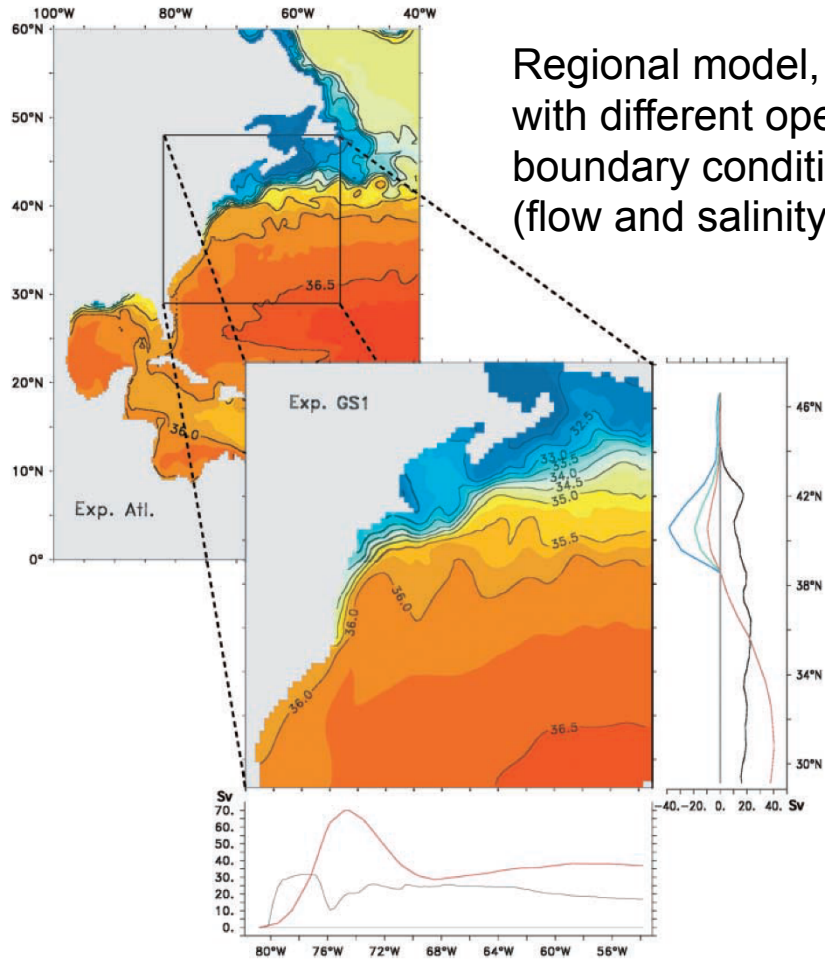 100°W 80°W 60°W 40°W
60°N
50°N
40°N
30°N
20°N
10°N
0°
36.5
36.0
Exp. Atl.
Regional model,
with different ope
boundary conditi
(flow and salinity
Exp. GS1
32.5
33.0
33.5
34.0
34.5
35.0
35.5
36.0
36.0
36.5
46°N
42°N
38°N
34°N
30°N
-40. -20. 0. 20. 40. Sv
Sv
70.
60.
50.
40.
30.
20.
10.
0.
80°W 76°W 72°W 68°W 64°W 60°W 56°W